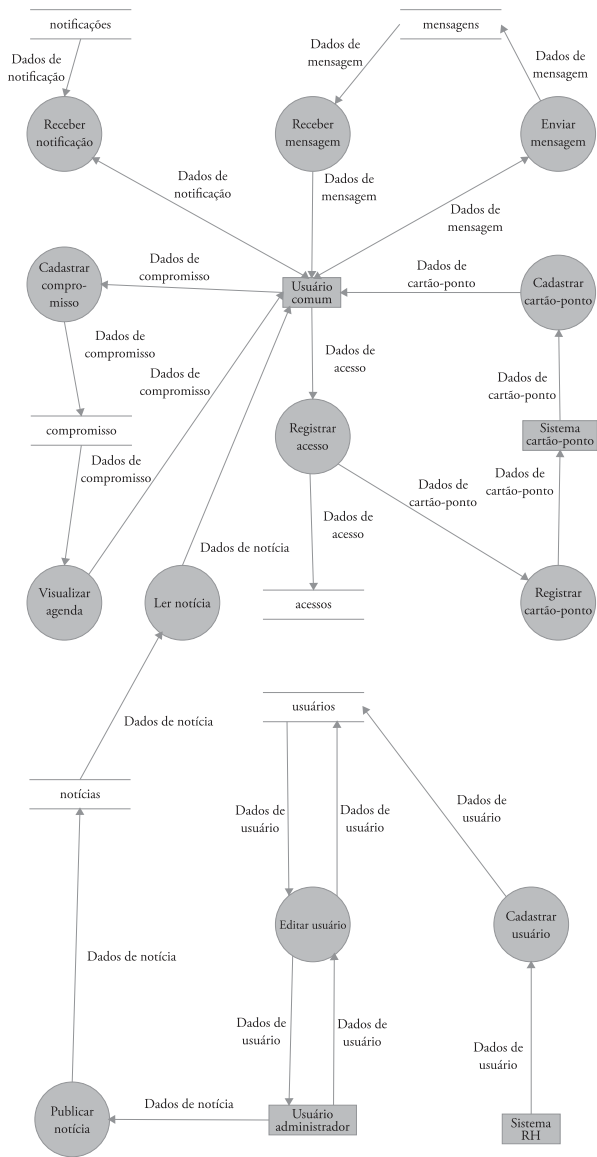 notificações
mensagens
Dados de
notificação
Dados de
mensagem
Dados de
mensagem
Receber
notificação
Receber
mensagem
Enviar
mensagem
Dados de
notificação
Dados de
mensagem
Dados de
mensagem
Cadastrar
compro-
misso
Dados de
compromisso
Usuário
comum
Dados de
cartão-ponto
Cadastrar
cartão-ponto
Dados de
compromisso
Dados de
compromisso
Dados de
acesso
Dados de
cartão-ponto
compromisso
Registrar
acesso
Sistema
cartão-ponto
Dados de
compromisso
Dados de
cartão-ponto
Dados de
cartão-ponto
Dados de
acesso
Dados de notícia
Visualizar
agenda
Ler notícia
acessos
Registrar
cartão-ponto
usuários
Dados de notícia
notícias
Dados de
usuário
Dados de
usuário
Dados de
usuário
Editar usuário
Cadastrar
usuário
Dados de notícia
Dados de
usuário
Dados de
usuário
Dados de
usuário
Publicar
notícia
Dados de notícia
Usuário
administrador
Sistema
RH